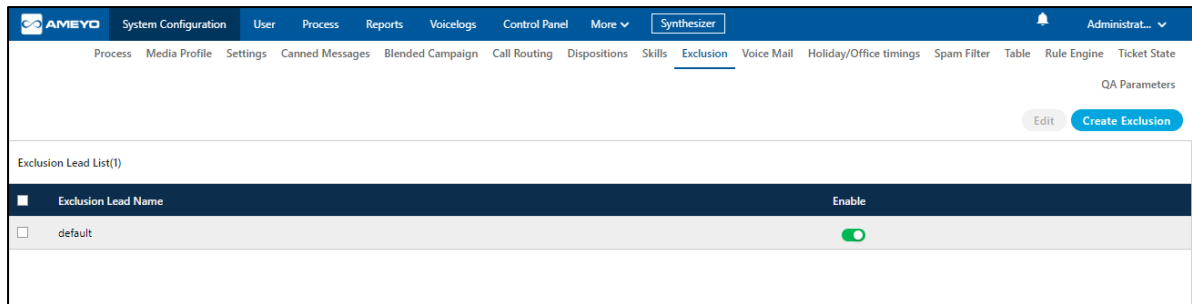 AMEYO System Configuration User Process Reports Voicelogs Control Panel More Synthesizer Administrat...
Process Media Profile Settings Canned Messages Blended Campaign Call Routing Dispositions Skills Exclusion Voice Mail Holiday/Office timings Spam Filter Table Rule Engine Ticket State
QA Parameters
Edit Create Exclusion
Exclusion Lead List(1)
Exclusion Lead Name Enable
default